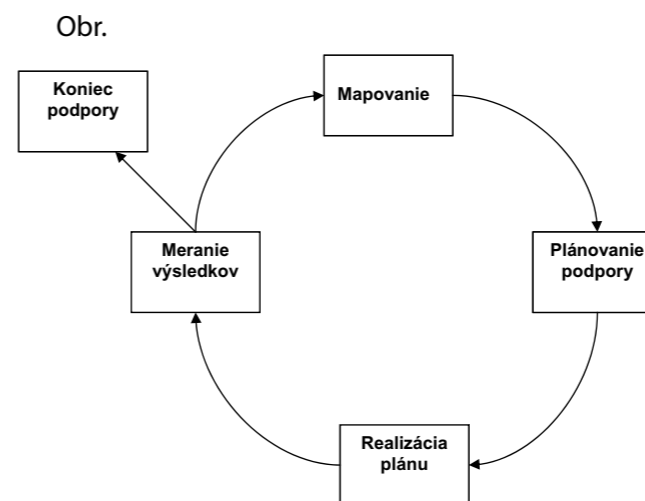 Obr.
Koniec
podpory
Mapovanie
Meranie
výsledkov
Plánovanie
podpory
Realizácia
plánu